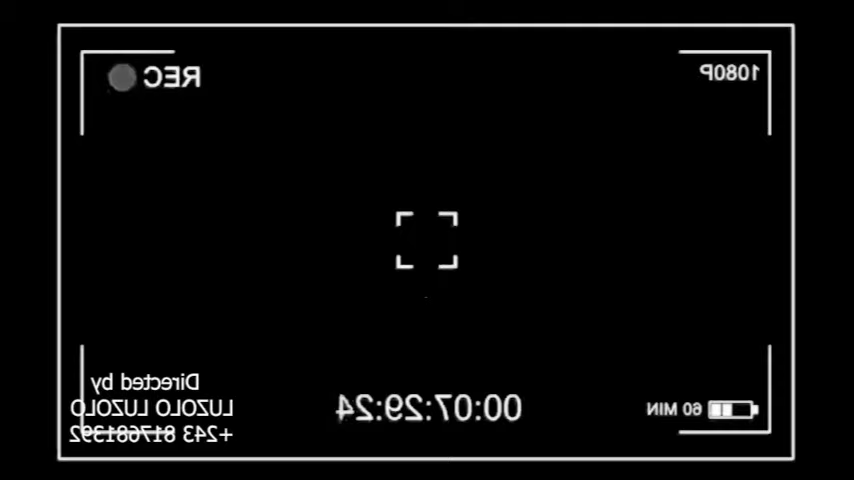 REC
1080P
Directed by
LUZOLO LUZOLO
+243 817681392
00:07:29:24
60 MIN